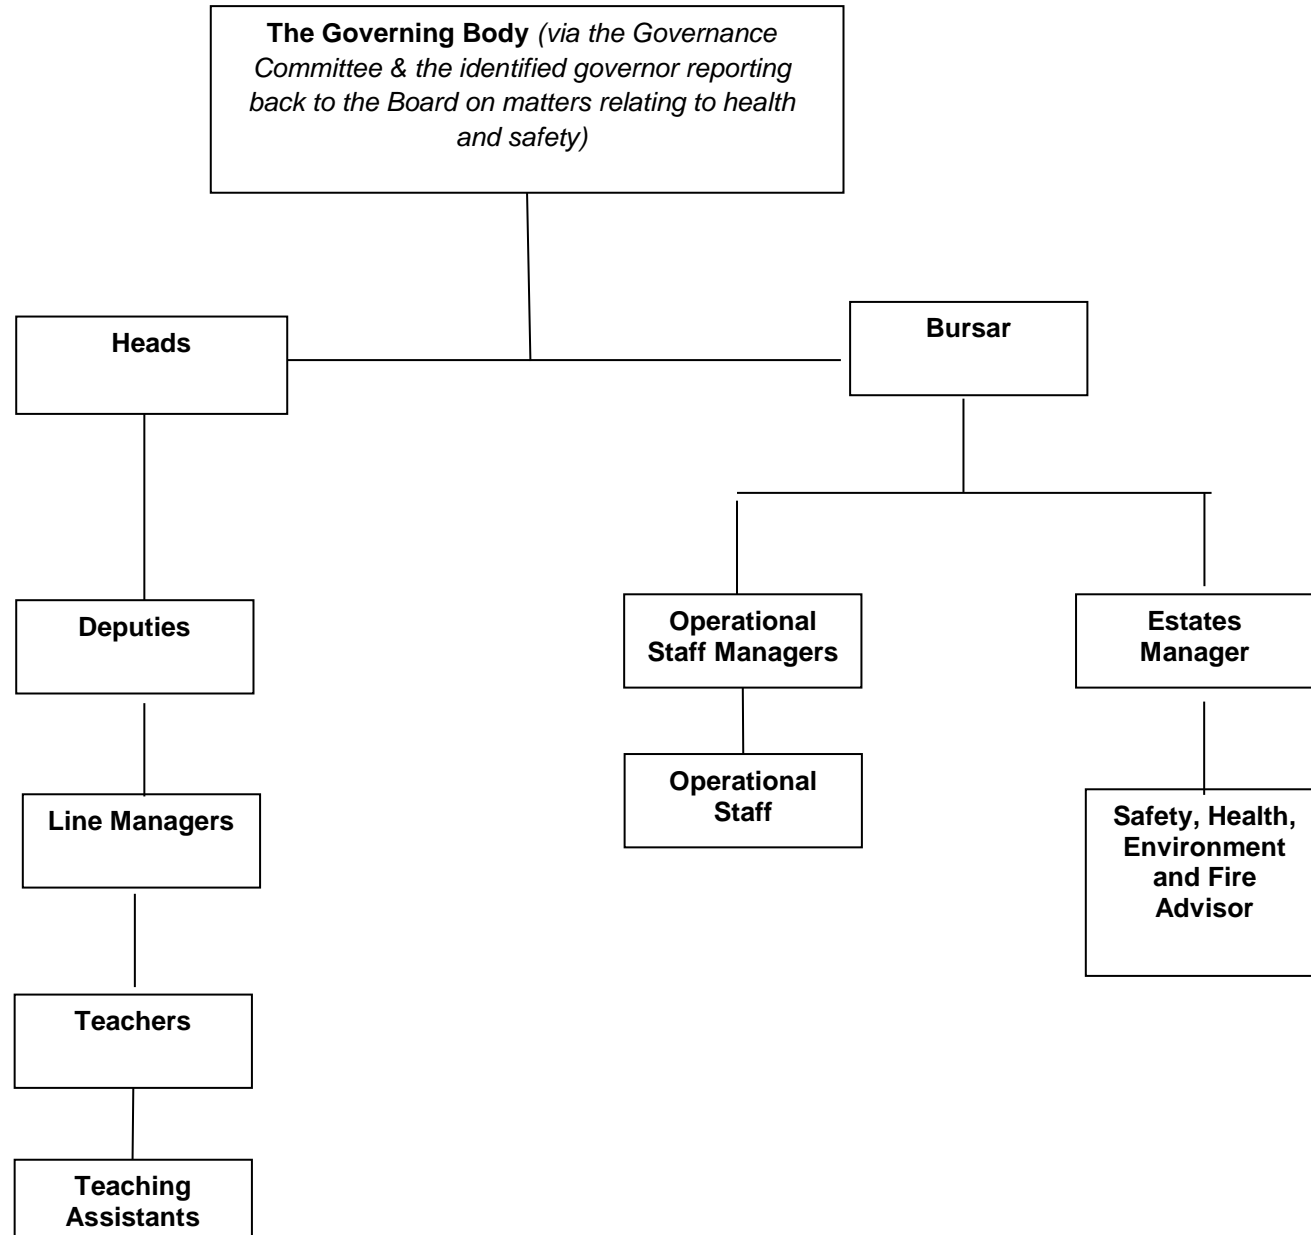 The Governing Body (via the Governance
Committee & the identified governor reporting
back to the Board on matters relating to health
and safety)
Heads
Bursar
Deputies
Operational
Staff Managers
Estates
Manager
Line Managers
Operational
Staff
Safety, Health,
Environment
and Fire
Advisor
Teachers
Teaching
Assistants